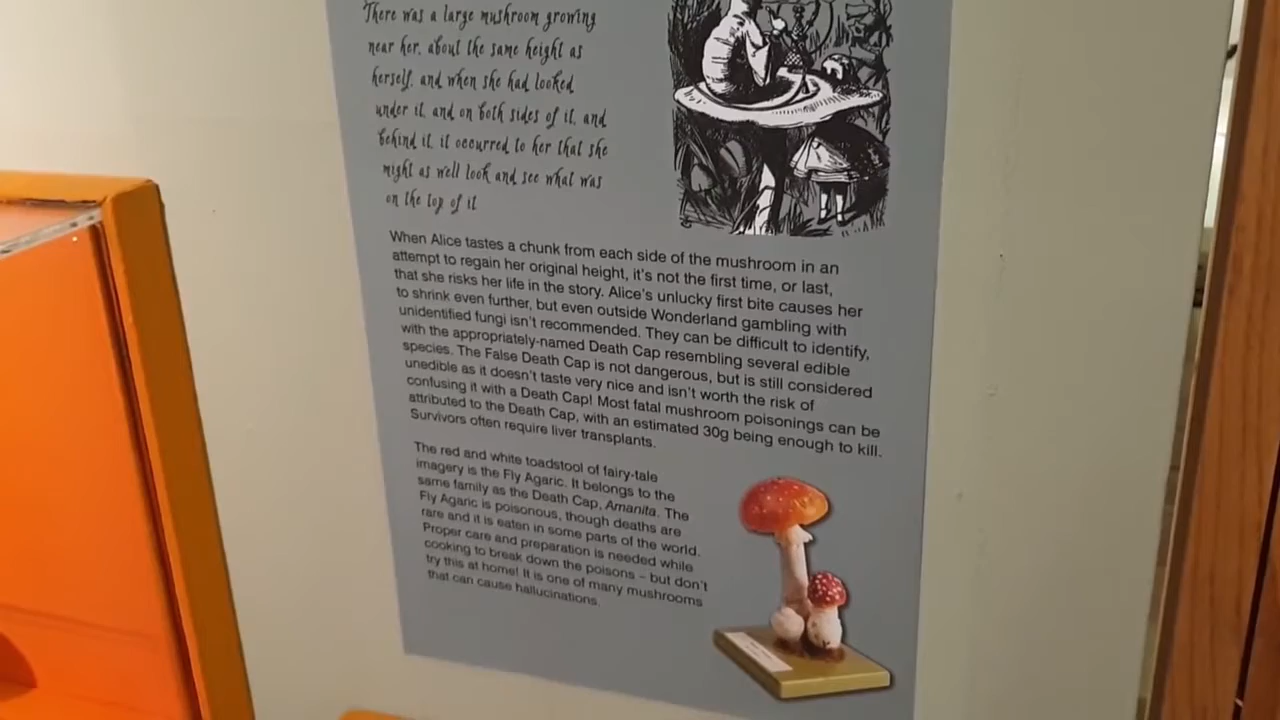 There was a large mushroom growing
near her, about the same height as
herself, and when she had looked
under it, and on both sides of it, and
behind it, it occurred to her that she
might as well look and see what was
on the top of it
When Alice tastes a chunk from each side of the mushroom in an
attempt to regain her original height, it's not the first time, or last,
that she risks her life in the story. Alice's unlucky first bite causes her
to shrink even further, but even outside Wonderland gambling with
unidentified fungi isn't recommended. They can be difficult to identify,
with the appropriately-named Death Cap resembling several edible
species. The False Death Cap is not dangerous, but is still considered
unedible as it doesn't taste very nice and isn't worth the risk of
confusing it with a Death Cap! Most fatal mushroom poisonings can be
attributed to the Death Cap, with an estimated 30g being enough to kill.
Survivors often require liver transplants.
The red and white toadstool of fairy-tale
imagery is the Fly Agaric. It belongs to the
same family as the Death Cap, Amanita. The
Fly Agaric is poisonous, though deaths are
rare and it is eaten in some parts of the world.
Proper care and preparation is needed while
cooking to break down the poisons – but don't
try this at home! It is one of many mushrooms
that can cause hallucinations.